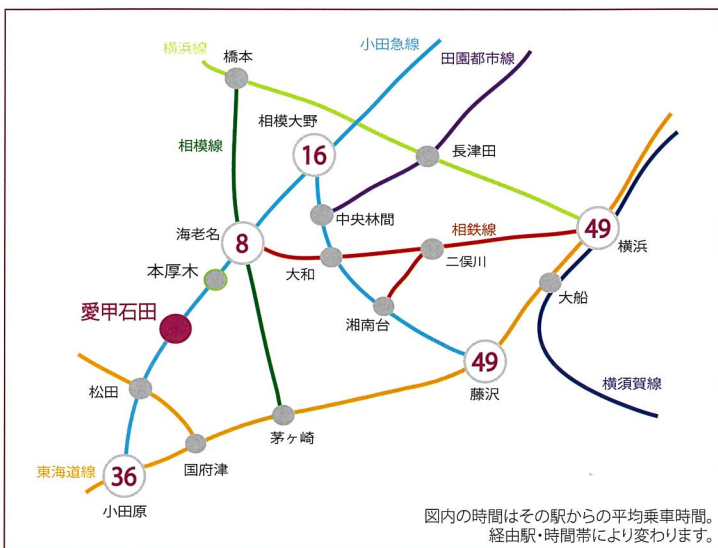 横浜線
橋本
小田急線
田園都市線
相模大野
16
相模線
長津田
中央林間
海老名
8
相鉄線
49
横浜
本厚木
大和
二俣川
大船
愛甲石田
湘南台
49
藤沢
横須賀線
松田
茅ヶ崎
国府津
東海道線
36
小田原
図内の時間はその駅からの平均乗車時間。
経由駅・時間帯により変わります。